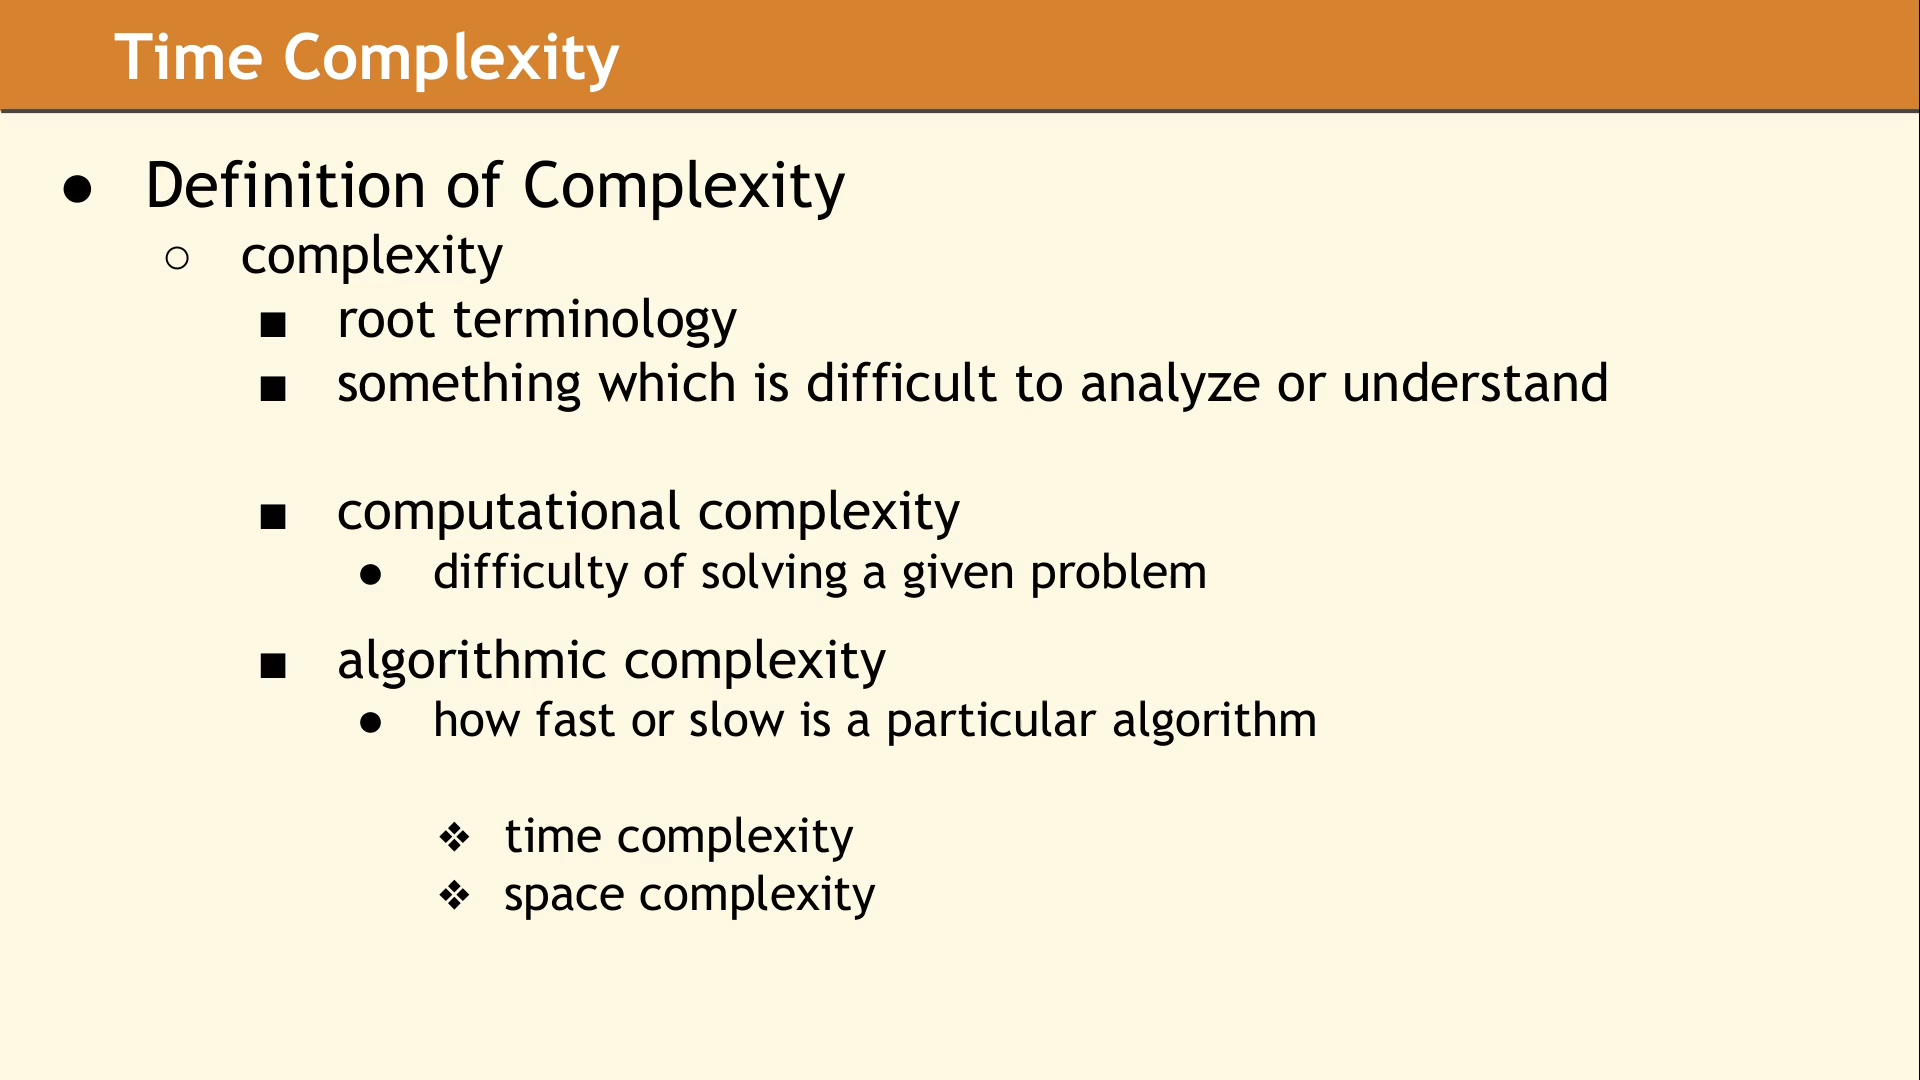 Time Complexity
● Definition of Complexity
○ complexity
■ root terminology
■ something which is difficult to analyze or understand
■ computational complexity
● difficulty of solving a given problem
■ algorithmic complexity
● how fast or slow is a particular algorithm
❖ time complexity
❖ space complexity